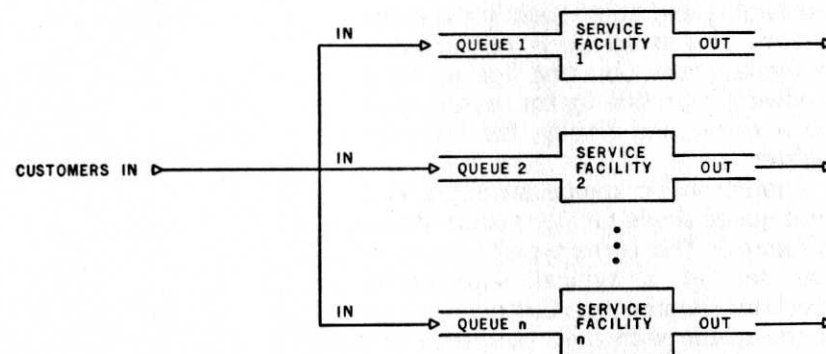 IN
QUEUE 1
SERVICE
FACILITY
1
OUT
CUSTOMERS IN
IN
QUEUE 2
SERVICE
FACILITY
2
OUT
IN
QUEUE n
SERVICE
FACILITY
n
OUT